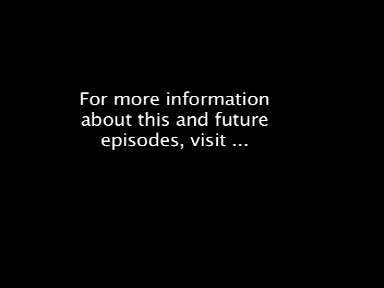 For more information
about this and future
episodes, visit ...